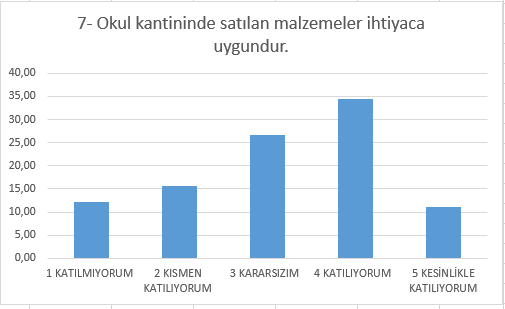 7- Okul kantininde satılan malzemeler ihtiyaca
uygundur.
40,00
35,00
30,00
25,00
20,00
15,00
10,00
5,00
0,00
1 KATILMIYORUM
2 KISMEN
KATILIYORUM
3 KARARSIZIM
4 KATILIYORUM
5 KESİNLİKLE
KATILIYORUM